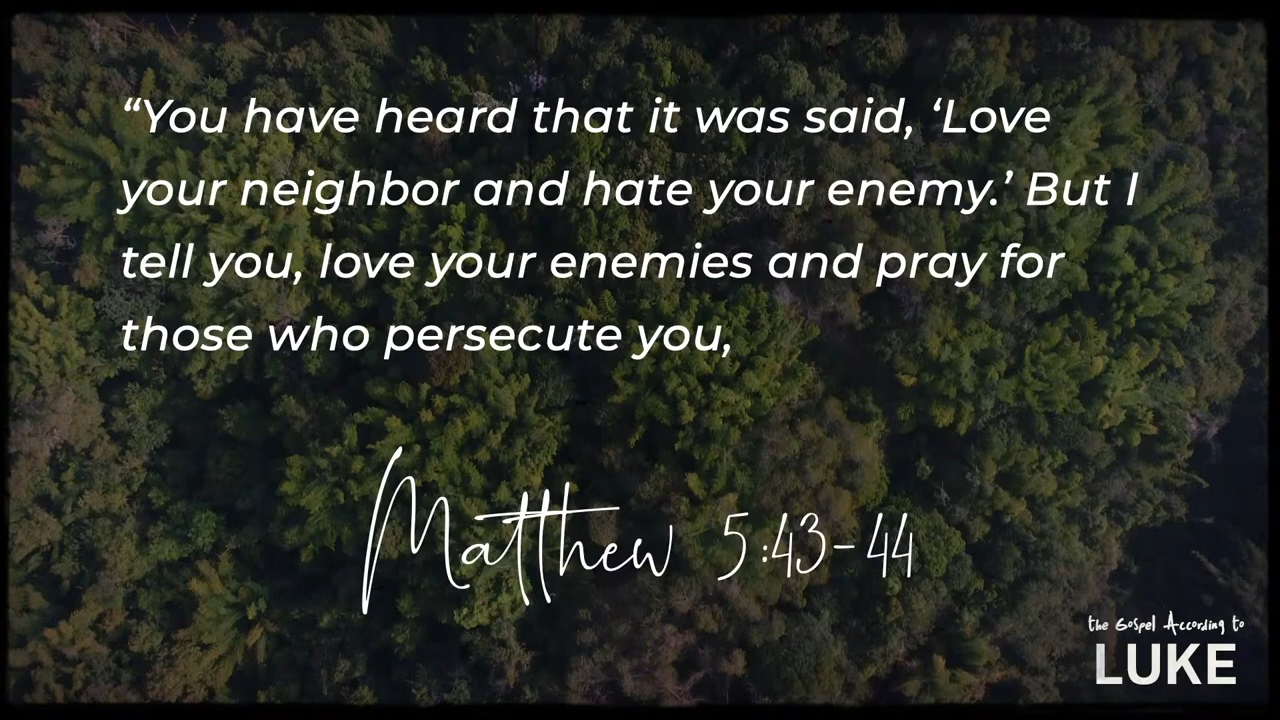 “You have heard that it was said, ‘Love
your neighbor and hate your enemy.’ But I
tell you, love your enemies and pray for
those who persecute you,
Matthew 5:43-44
the Gospel According to
LUKE